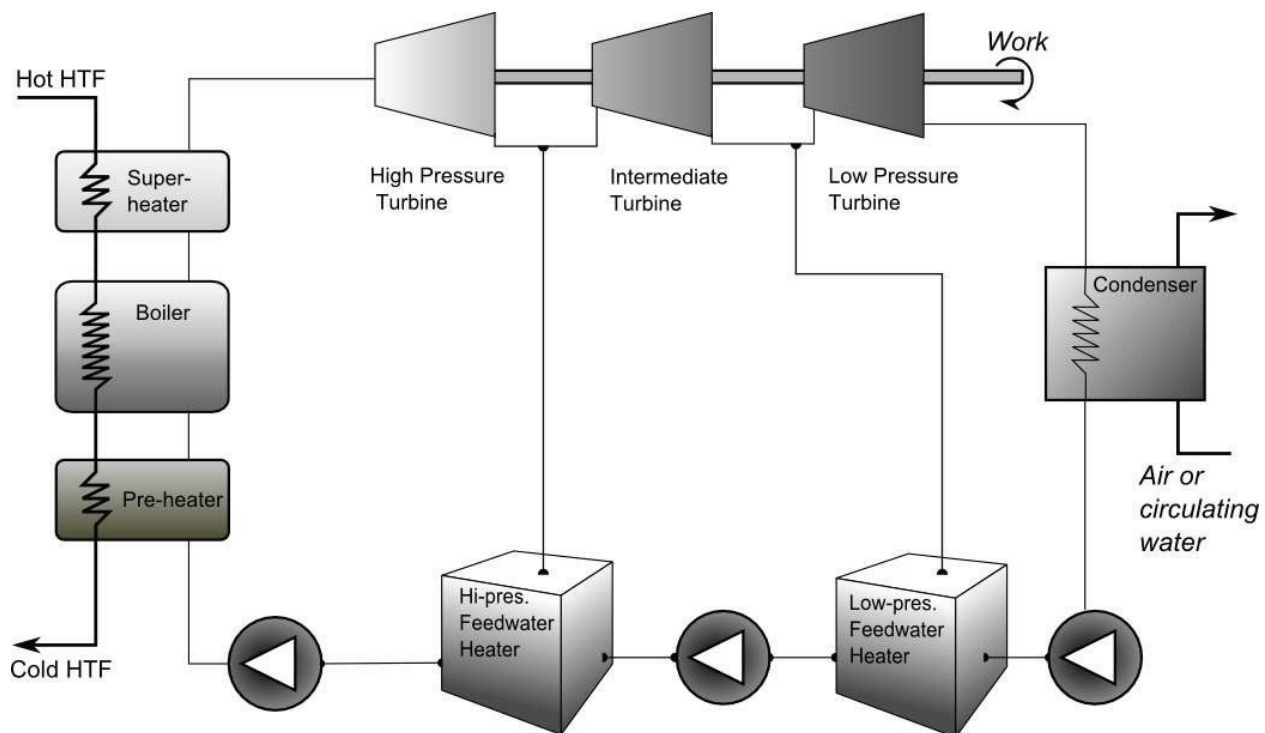 Work
Hot HTF
Super-
heater
High Pressure
Turbine
Intermediate
Turbine
Low Pressure
Turbine
Condenser
Boiler
Pre-heater
Air or
circulating
water
Hi-pres.
Feedwater
Heater
Low-pres.
Feedwater
Heater
Cold HTF